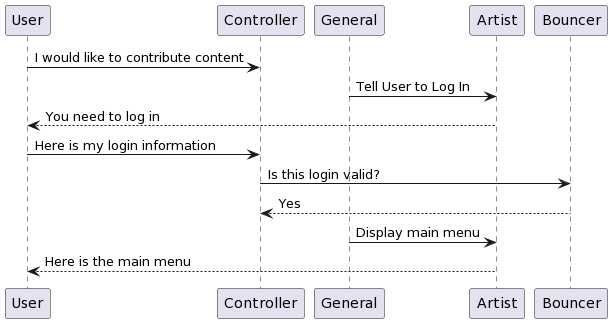 User Controller General Artist Bouncer
I would like to contribute content
Tell User to Log In
You need to log in
Here is my login information
Is this login valid?
Yes
Display main menu
Here is the main menu
User Controller General Artist Bouncer